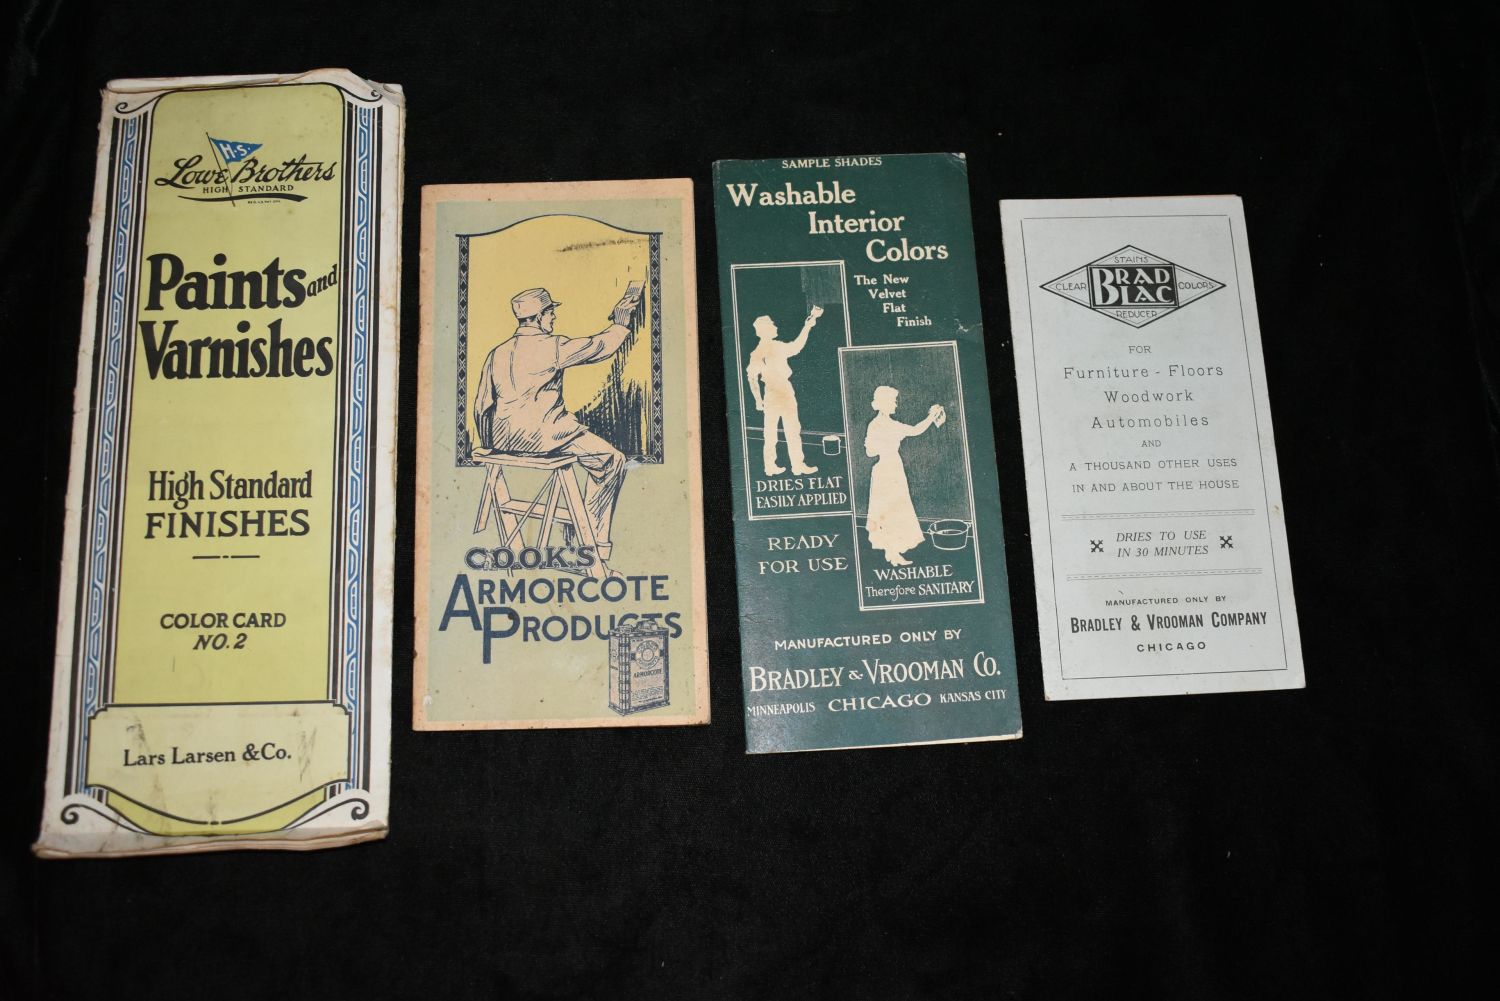 H.S.
Lowe Brothers
HIGH STANDARD
Paints and
Varnishes
High Standard
FINISHES
COLOR CARD
NO. 2
Lars Larsen & Co.
COOK'S
ARMORCOTE
PRODUCTS
ARMORCOTE
SAMPLE SHADES
Washable
Interior
Colors
The New
Velvet
Flat
Finish
DRIES FLAT
EASILY APPLIED
READY
FOR USE
WASHABLE
Therefore SANITARY
MANUFACTURED ONLY BY
BRADLEY & VROOMAN CO.
MINNEAPOLIS CHICAGO KANSAS CITY
STAINS
CLEAR BRAD COLORS
LAC
REDUCER
FOR
Furniture - Floors
Woodwork
Automobiles
AND
A THOUSAND OTHER USES
IN AND ABOUT THE HOUSE
DRIES TO USE
IN 30 MINUTES
MANUFACTURED ONLY BY
BRADLEY & VROOMAN COMPANY
CHICAGO